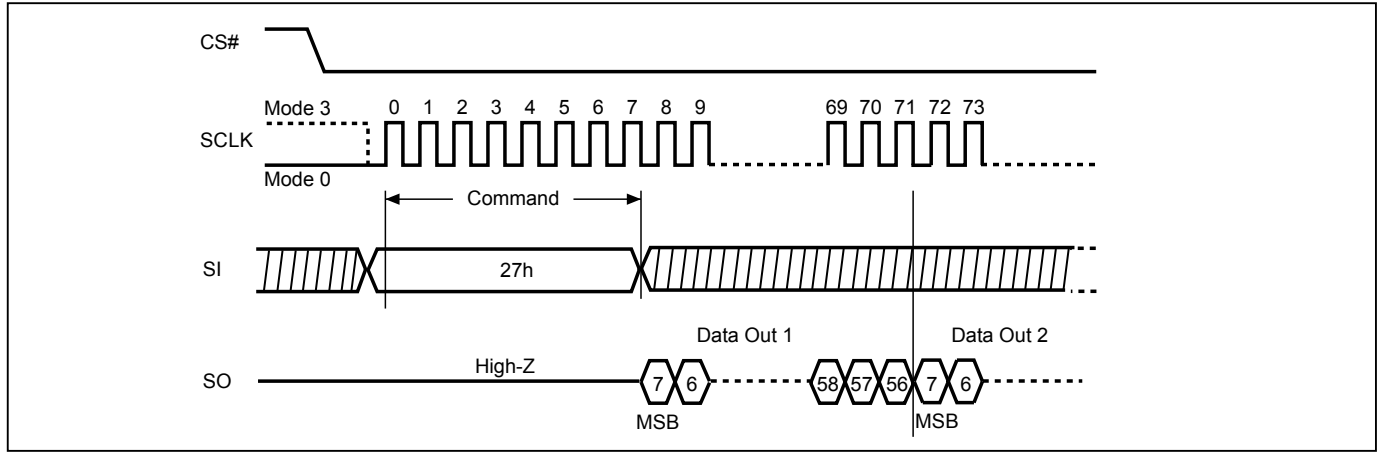 CS#
Mode 3 0 1 2 3 4 5 6 7 8 9 69 70 71 72 73
SCLK
Mode 0
Command
SI 27h
Data Out 1 Data Out 2
High-Z
SO 7 6 58 57 56 7 6
MSB MSB